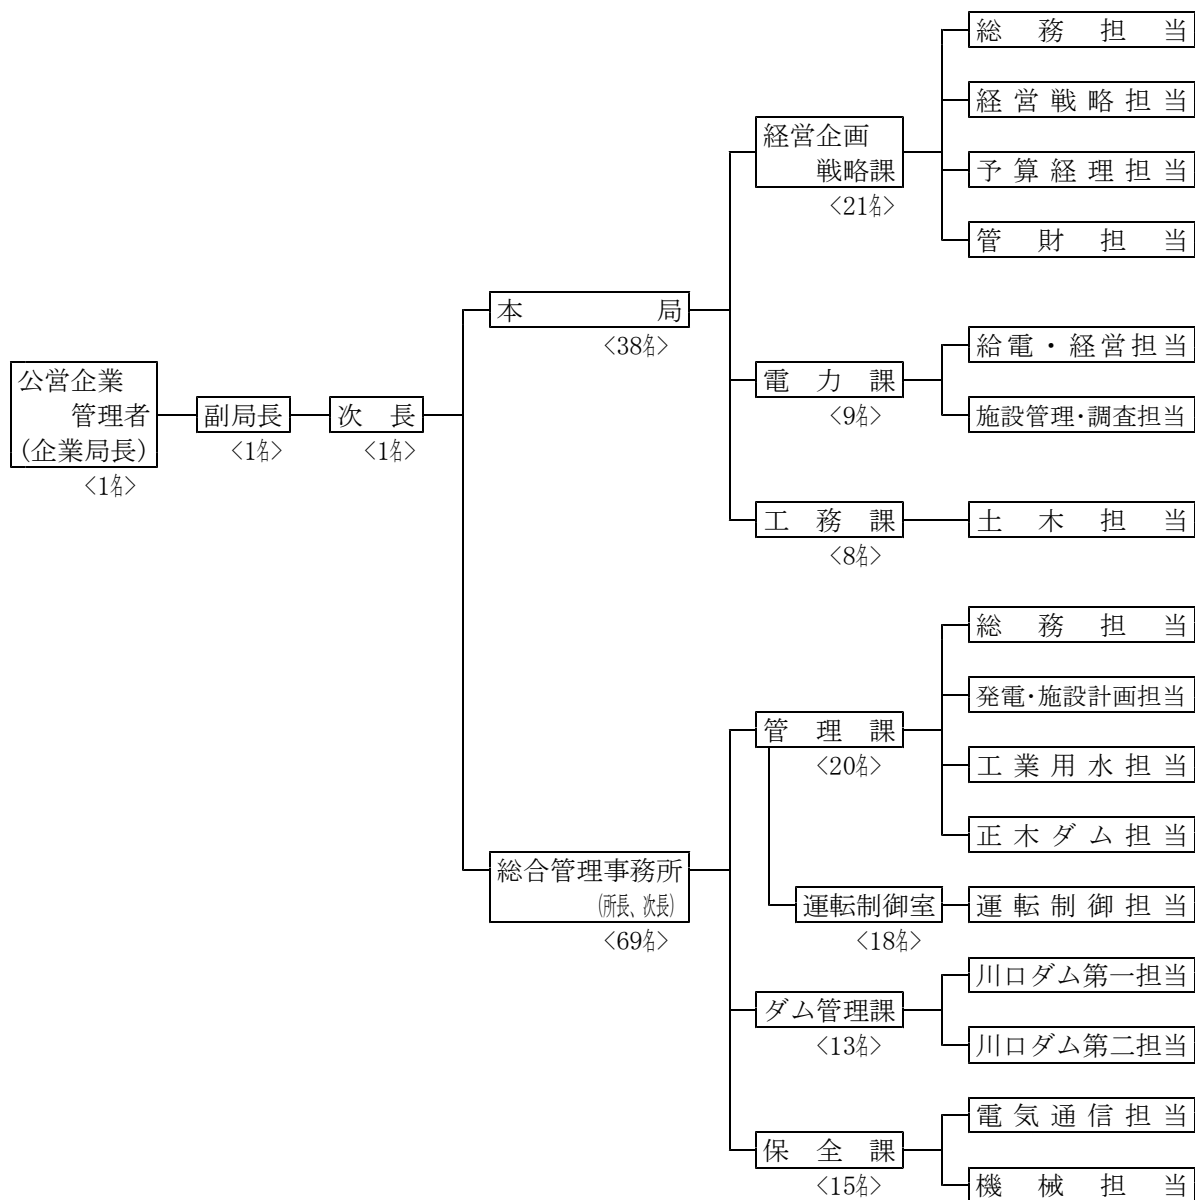 公営企業
管理者
(企業局長)
<1名>
副局長
<1名>
次長
<1名>
本局
<38名>
経営企画
戦略課
<21名>
総務担当
経営戦略担当
予算経理担当
管財担当
電力課
<9名>
給電・経営担当
施設管理・調査担当
工務課
<8名>
土木担当
総合管理事務所
(所長、次長)
<69名>
管理課
<20名>
総務担当
発電・施設計画担当
工業用水担当
正木ダム担当
運転制御室
<18名>
運転制御担当
ダム管理課
<13名>
川口ダム第一担当
川口ダム第二担当
保全課
<15名>
電気通信担当
機械担当